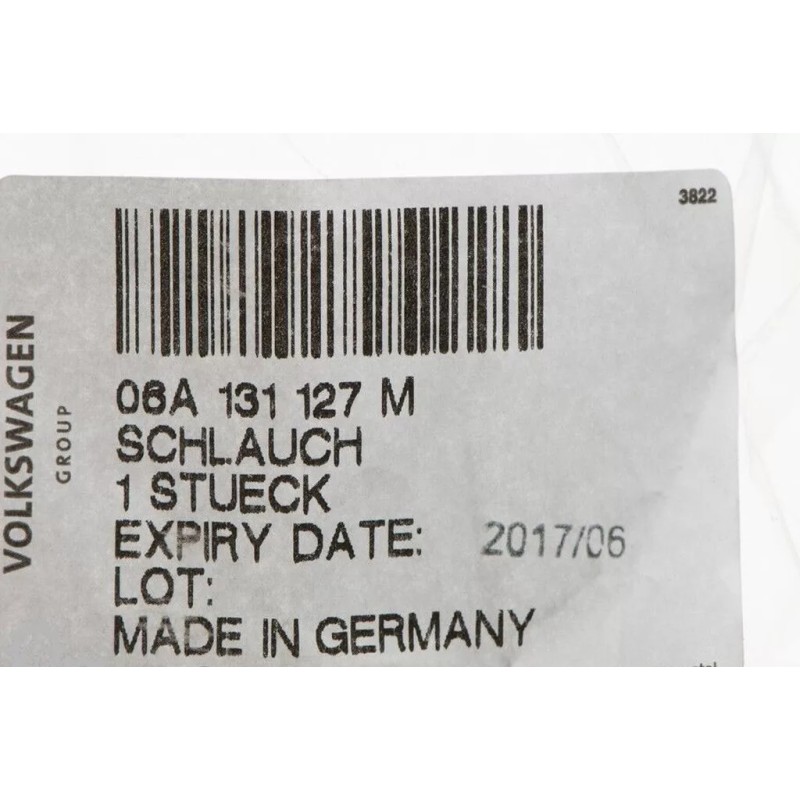 3822
VOLKSWAGEN
GROUP
06A 131 127 M
SCHLAUCH
1 STUECK
EXPIRY DATE: 2017/06
LOT:
MADE IN GERMANY